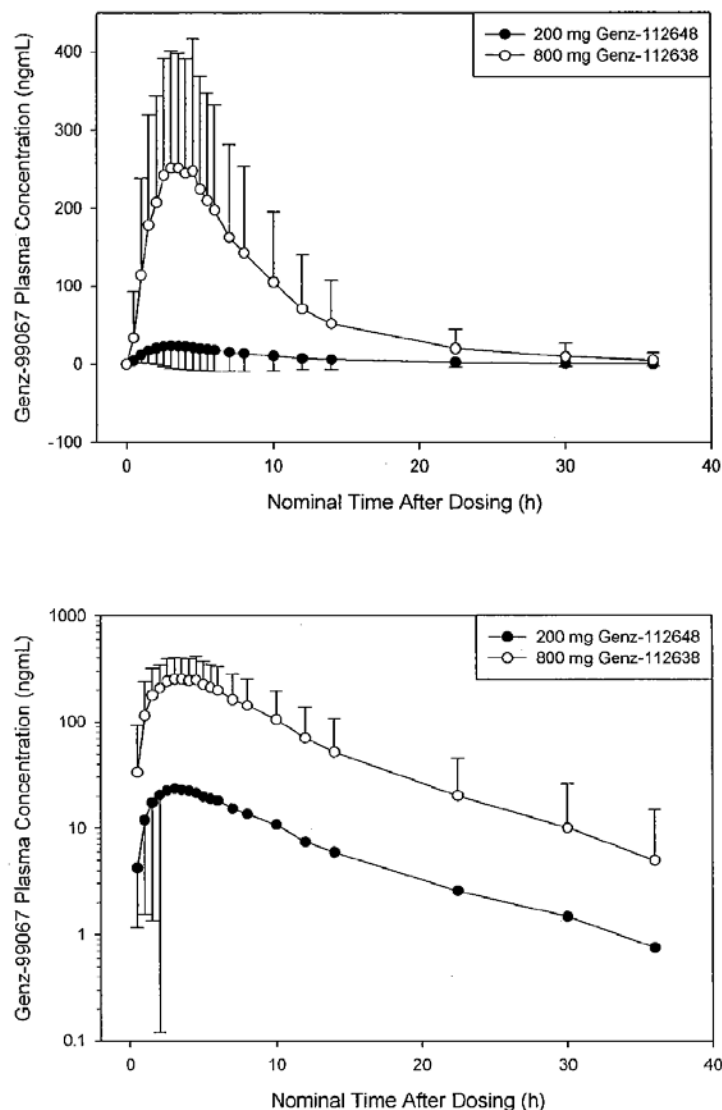 Genz-99067 Plasma Concentration (ngmL)
400
300
200
100
0
-100
200 mg Genz-112648
800 mg Genz-112638
0
10
20
30
40
Nominal Time After Dosing (h)
Genz-99067 Plasma Concentration (ngmL)
1000
100
10
1
0.1
200 mg Genz-112648
800 mg Genz-112638
0
10
20
30
40
Nominal Time After Dosing (h)